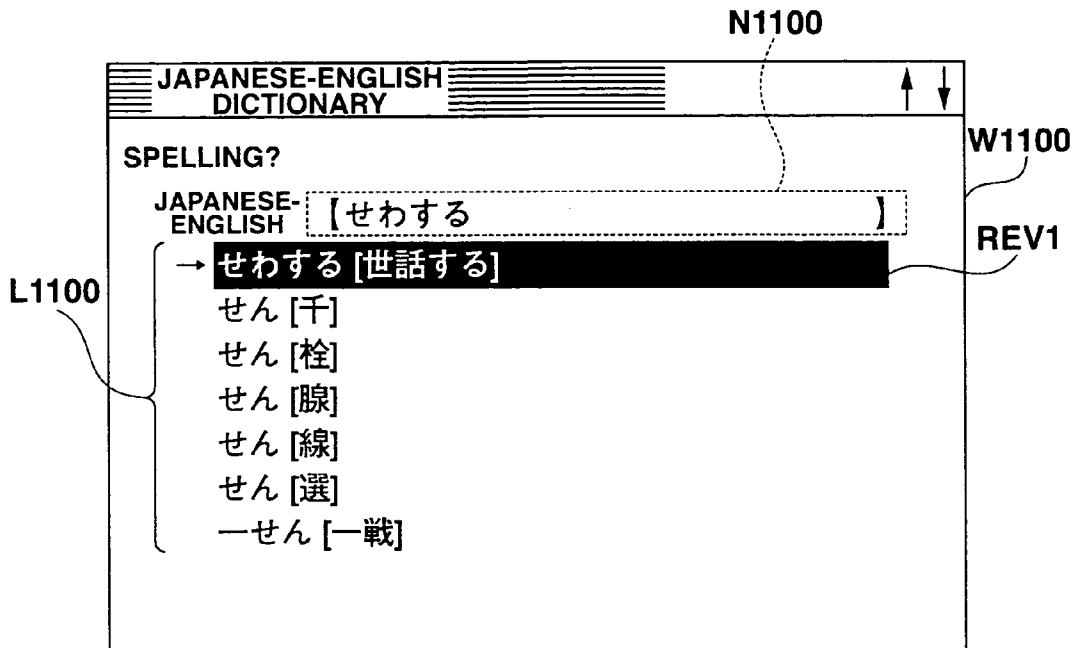 N1100
JAPANESE-ENGLISH
DICTIONARY
↑ ↓
W1100
SPELLING?
JAPANESE-
ENGLISH
【せわする 】
REV1
L1100
→ せわする [世話する]
せん [千]
せん [栓]
せん [腺]
せん [線]
せん [選]
―せん [―戦]